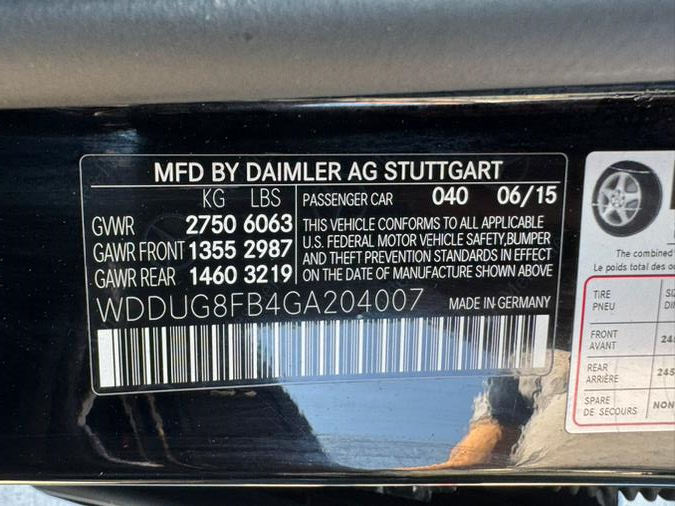 MFD BY DAIMLER AG STUTTGART
KG LBS PASSENGER CAR 040 06/15
GVWR 2750 6063
GAWR FRONT 1355 2987
GAWR REAR 1460 3219
THIS VEHICLE CONFORMS TO ALL APPLICABLE
U.S. FEDERAL MOTOR VEHICLE SAFETY, BUMPER
AND THEFT PREVENTION STANDARDS IN EFFECT
ON DATE OF MANUFACTURE SHOWN ABOVE
WDDUG8FB4GA204007 MADE IN GERMANY
The combined
Le poids total des
TIRE
PNEU
FRONT
AVANT
REAR
ARRIÈRE
245
SPARE
DE SECOURS
NON